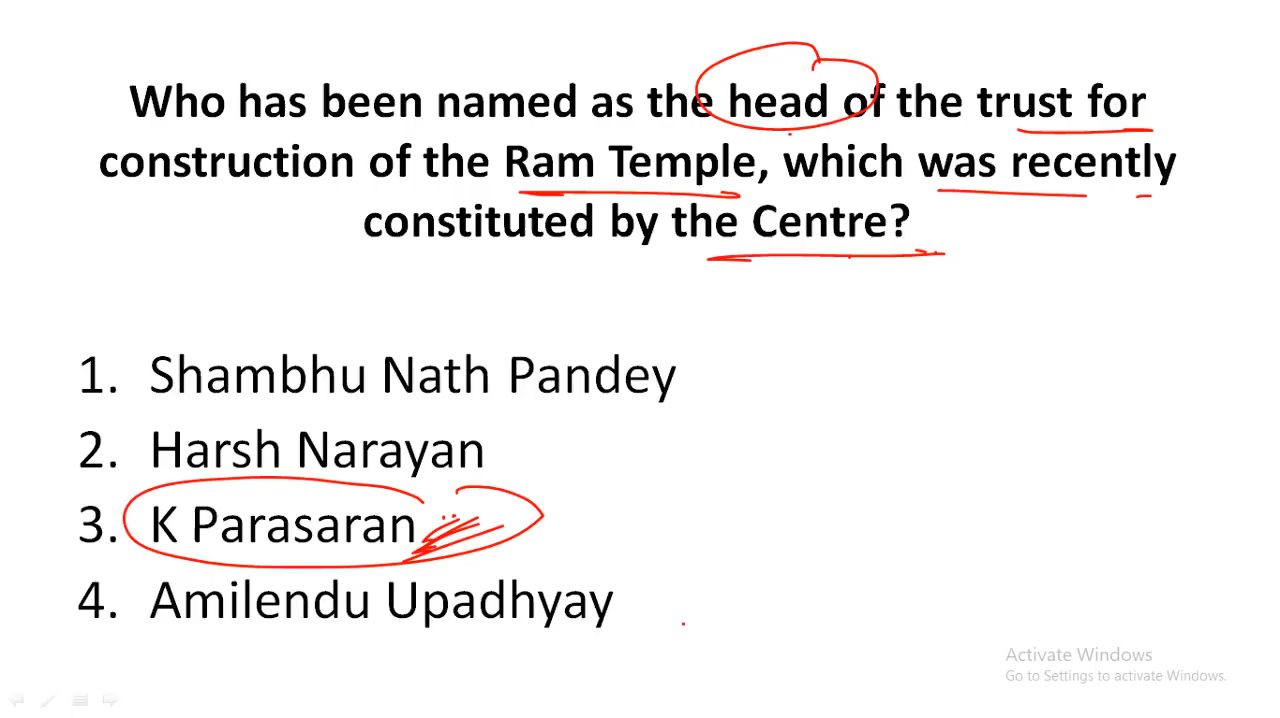 Who has been named as the head of the trust for
construction of the Ram Temple, which was recently
constituted by the Centre?
1. Shambhu Nath Pandey
2. Harsh Narayan
3. K Parasaran
4. Amilendu Upadhyay
Activate Windows
Go to Settings to activate Windows.